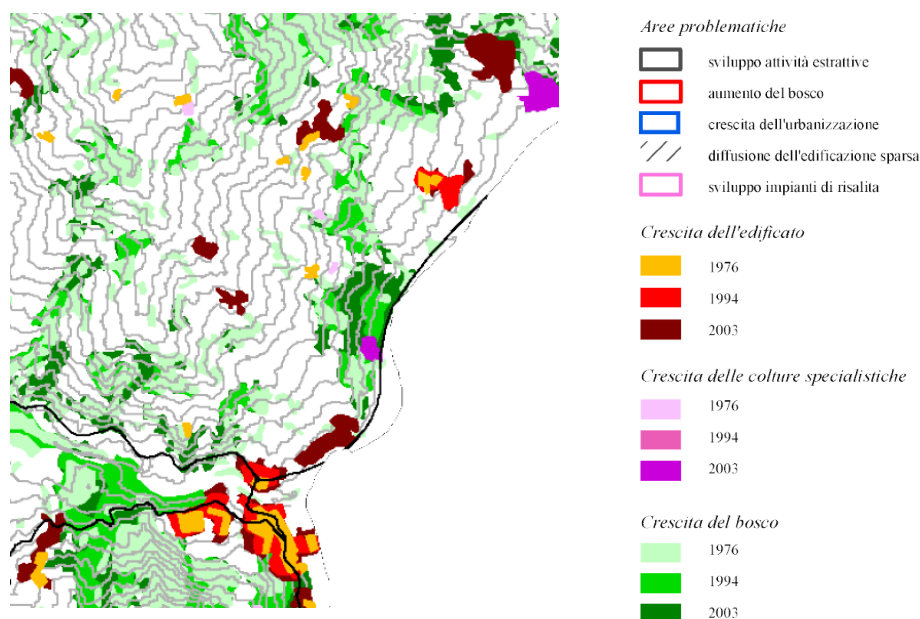 Aree problematiche
sviluppo attività estrattive
aumento del bosco
crescita dell'urbanizzazione
diffusione dell'edificazione sparsa
sviluppo impianti di risalita
Crescita dell'edificato
1976
1994
2003
Crescita delle colture specialistiche
1976
1994
2003
Crescita del bosco
1976
1994
2003